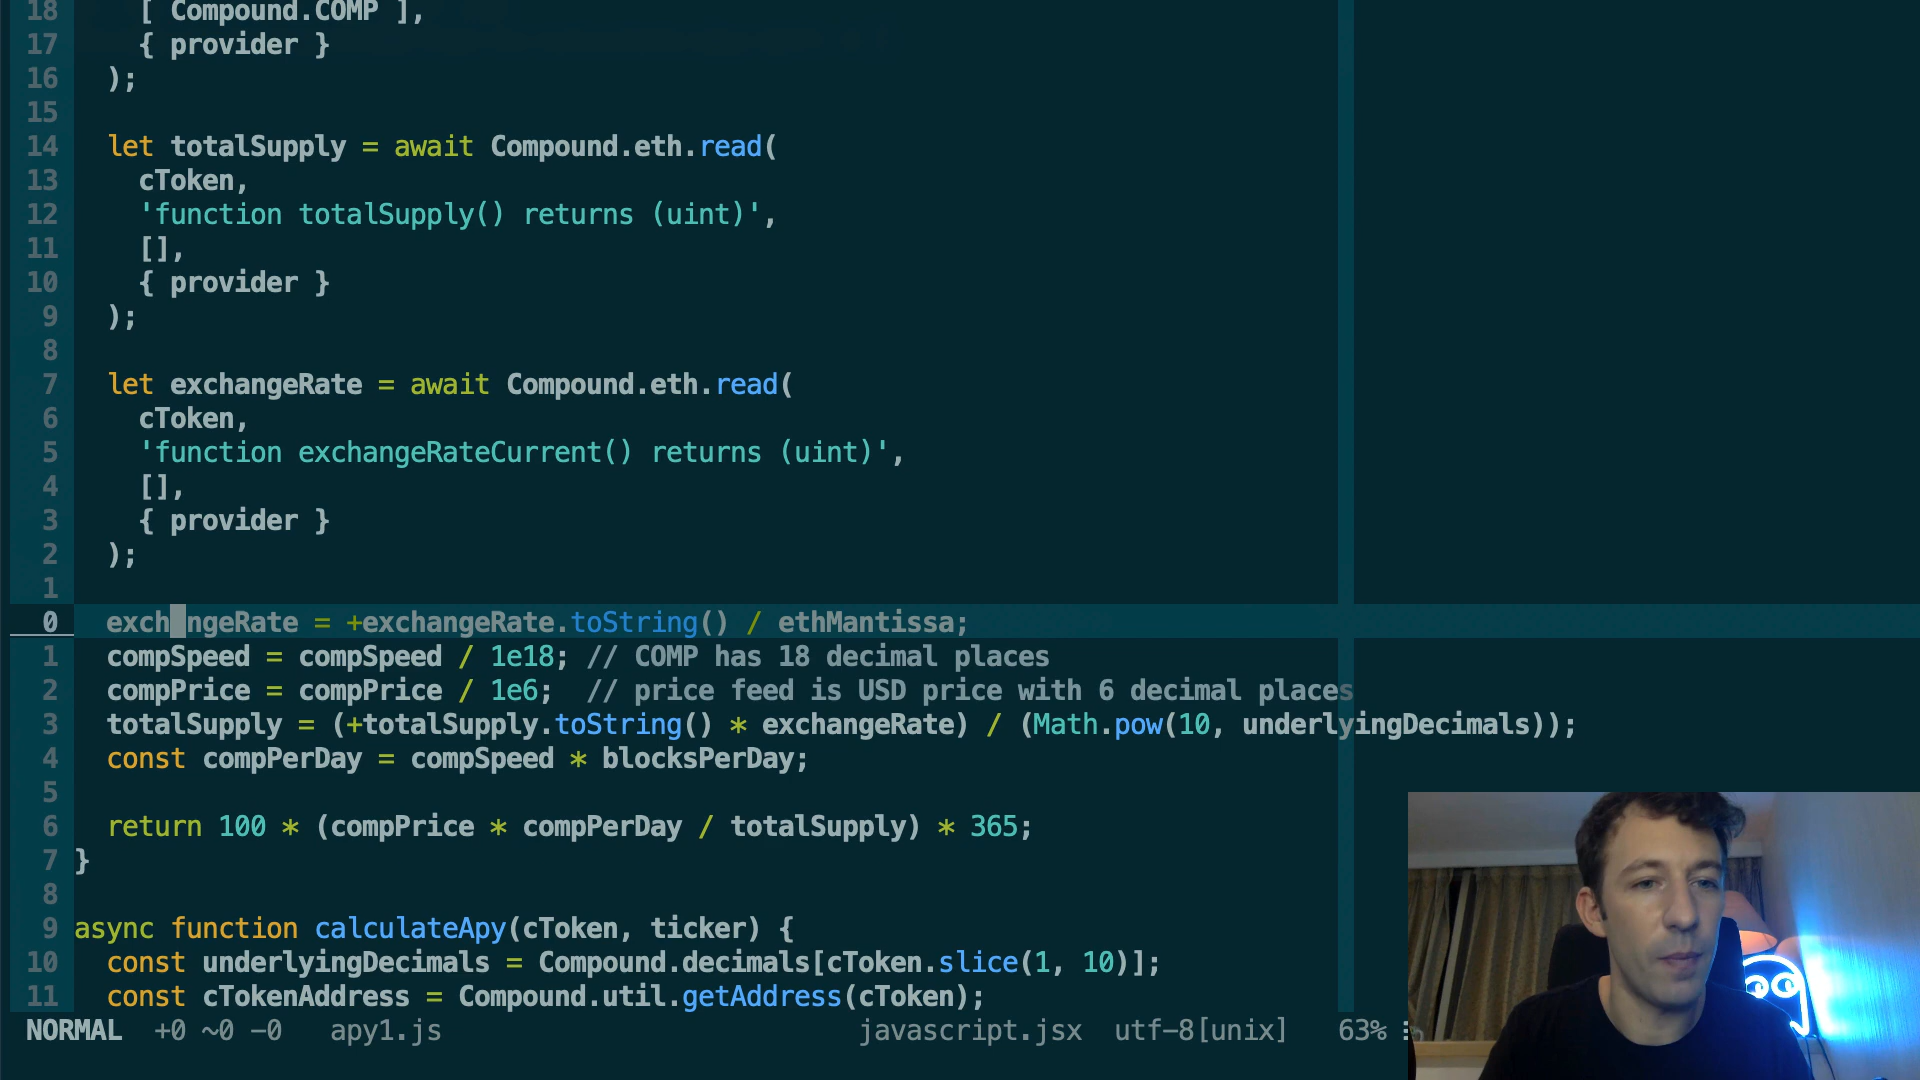 18 [ Compound.COMP ],
17 { provider }
16 );
15
14 let totalSupply = await Compound.eth.read(
13 cToken,
12 'function totalSupply() returns (uint)',
11 [],
10 { provider }
9 );
8
7 let exchangeRate = await Compound.eth.read(
6 cToken,
5 'function exchangeRateCurrent() returns (uint)',
4 [],
3 { provider }
2 );
1
0 exchangeRate = +exchangeRate.toString() / ethMantissa;
1 compSpeed = compSpeed / 1e18; // COMP has 18 decimal places
2 compPrice = compPrice / 1e6;  // price feed is USD price with 6 decimal places
3 totalSupply = (+totalSupply.toString() * exchangeRate) / (Math.pow(10, underlyingDecimals));
4 const compPerDay = compSpeed * blocksPerDay;
5
6 return 100 * (compPrice * compPerDay / totalSupply) * 365;
7 }
8
9 async function calculateApy(cToken, ticker) {
10 const underlyingDecimals = Compound.decimals[cToken.slice(1, 10)];
11 const cTokenAddress = Compound.util.getAddress(cToken);
NORMAL +0 ~0 -0 apy1.js javascript.jsx utf-8[unix] 63%